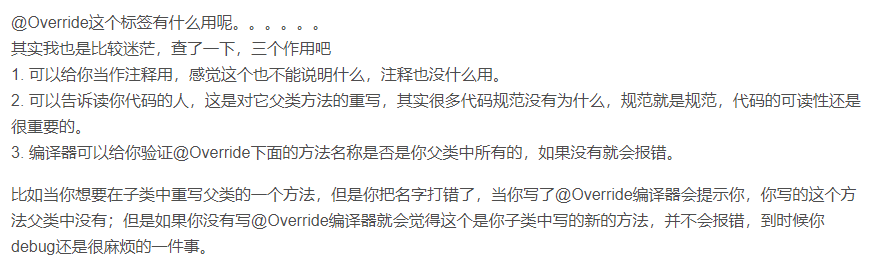 @Override这个标签有什么用呢。。。。。。
其实我也是比较迷茫，查了一下，三个作用吧
1. 可以给你当作注释用，感觉这个也不能说明什么，注释也没什么用。
2. 可以告诉读你代码的人，这是对它父类方法的重写，其实很多代码规范没有为什么，规范就是规范，代码的可读性还是
很重要的。
3. 编译器可以给你验证@Override下面的方法名称是否是你父类中所有的，如果没有就会报错。
比如当你想要在子类中重写父类的一个方法，但是你把名字打错了，当你写了@Override编译器会提示你，你写的这个方
法父类中没有；但是如果你没有写@Override编译器就会觉得这个是你子类中写的新的方法，并不会报错，到时候你
debug还是很麻烦的一件事。